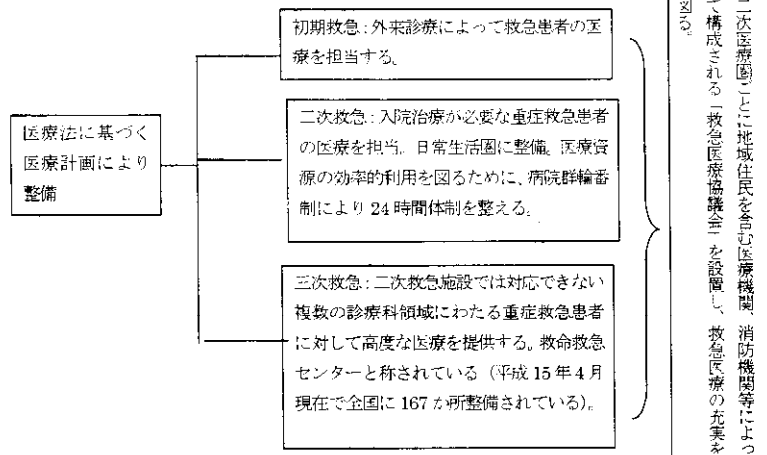 医療法に基づく
医療計画により
整備
初期救急：外来診療によって救急患者の医
療を担当する。
二次救急：入院治療が必要な重症救急患者
の医療を担当。日常生活圏に整備。医療資
源の効率的利用を図るために、病院群輪番
制により 24 時間体制を整える。
三次救急：二次救急施設では対応できない
複数の診療科領域にわたる重症救急患者
に対して高度な医療を提供する。救命救急
センターと称されている（平成 15 年 4 月
現在で全国に 167 か所整備されている）。
二次医療圏ごとに地域住民を含む医療機関、消防機関等によっ
て構成される「救急医療協議会」を設置し、救急医療の充実を
図る。